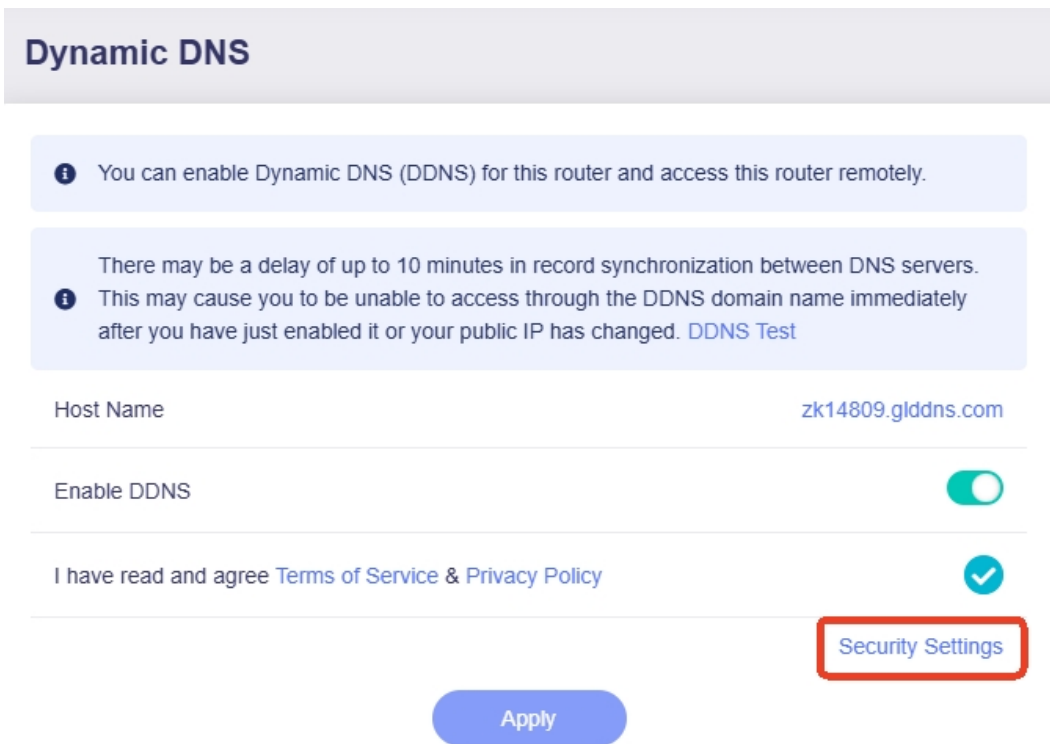 Dynamic DNS
You can enable Dynamic DNS (DDNS) for this router and access this router remotely.
There may be a delay of up to 10 minutes in record synchronization between DNS servers.
This may cause you to be unable to access through the DDNS domain name immediately
after you have just enabled it or your public IP has changed. DDNS Test
Host Name zk14809.glddns.com
Enable DDNS
I have read and agree Terms of Service & Privacy Policy
Security Settings
Apply